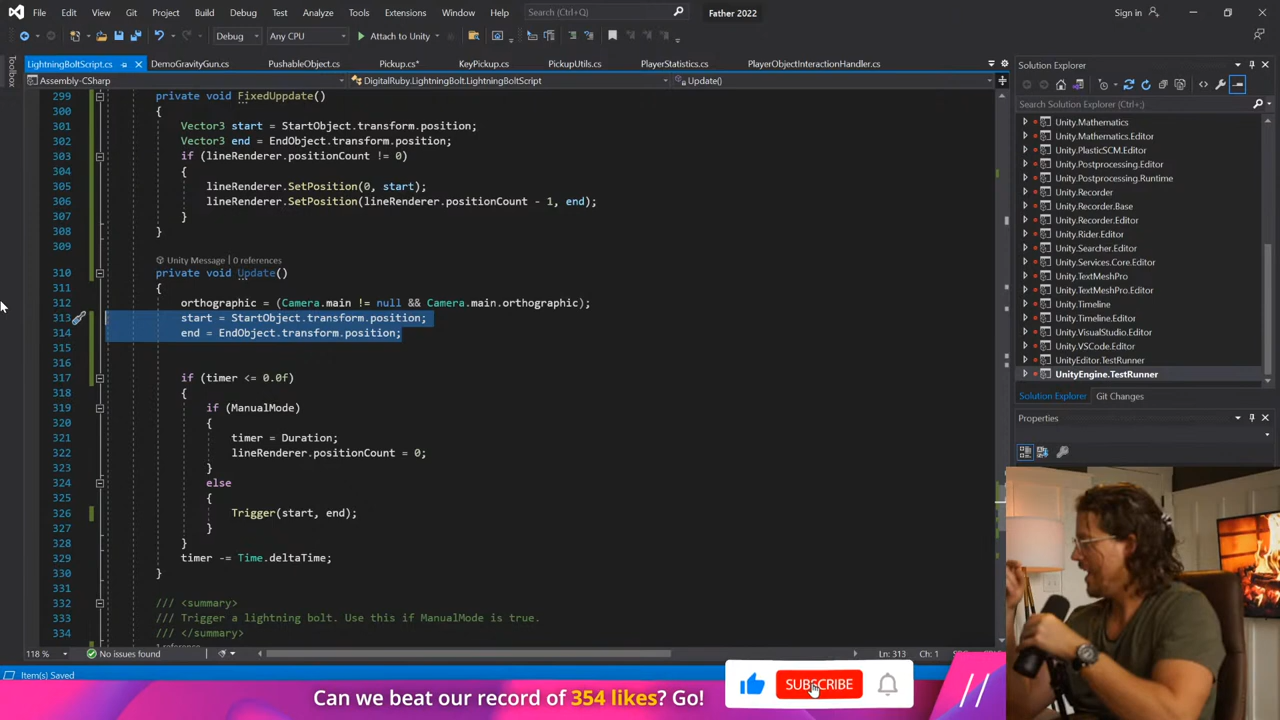 File Edit View Git Project Build Debug Test Analyze Tools Extensions Window Help Search (Ctrl+Q) Father 2022 Sign in
Debug Any CPU Attach to Unity
Toolbox
LightningBoltScript.cs DemoGravityGun.cs PushableObject.cs Pickup.cs* KeyPickup.cs PickupUtils.cs PlayerStatistics.cs PlayerObjectInteractionHandler.cs
Assembly-CSharp DigitalRuby.LightningBolt.LightningBoltScript Update()
299 private void FixedUppdate()
300 {
301 Vector3 start = StartObject.transform.position;
302 Vector3 end = EndObject.transform.position;
303 if (lineRenderer.positionCount != 0)
304 {
305 lineRenderer.SetPosition(0, start);
306 lineRenderer.SetPosition(lineRenderer.positionCount - 1, end);
307 }
308 }
309
Unity Message | 0 references
310 private void Update()
311 {
312 orthographic = (Camera.main != null && Camera.main.orthographic);
313 start = StartObject.transform.position;
314 end = EndObject.transform.position;
315
316
317 if (timer <= 0.0f)
318 {
319 if (ManualMode)
320 {
321 timer = Duration;
322 lineRenderer.positionCount = 0;
323 }
324 else
325 {
326 Trigger(start, end);
327 }
328 }
329 timer -= Time.deltaTime;
330 }
331
332 /// <summary>
333 /// Trigger a lightning bolt. Use this if ManualMode is true.
334 /// </summary>
118 % No issues found Ln: 313 Ch: 1
Item(s) Saved
Solution Explorer
Search Solution Explorer (Ctrl+;)
Unity.Mathematics
Unity.Mathematics.Editor
Unity.PlasticSCM.Editor
Unity.Postprocessing.Editor
Unity.Postprocessing.Runtime
Unity.Recorder
Unity.Recorder.Base
Unity.Recorder.Editor
Unity.Rider.Editor
Unity.Searcher.Editor
Unity.Services.Core.Editor
Unity.TextMeshPro
Unity.TextMeshPro.Editor
Unity.Timeline
Unity.Timeline.Editor
Unity.VisualStudio.Editor
Unity.VSCode.Editor
UnityEditor.TestRunner
UnityEngine.TestRunner
Solution Explorer Git Changes
Properties
SUBSCRIBE
Can we beat our record of 354 likes? Go! //